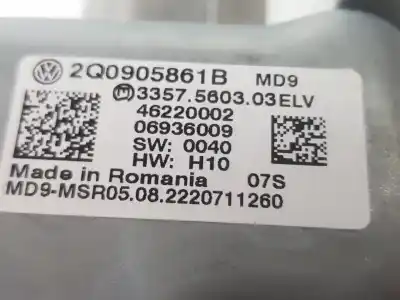 2Q0905861B MD9
3357.5603.03ELV
46220002
06936009
SW: 0040
HW: H10
Made in Romania 07S
MD9-MSR05.08.2220711260